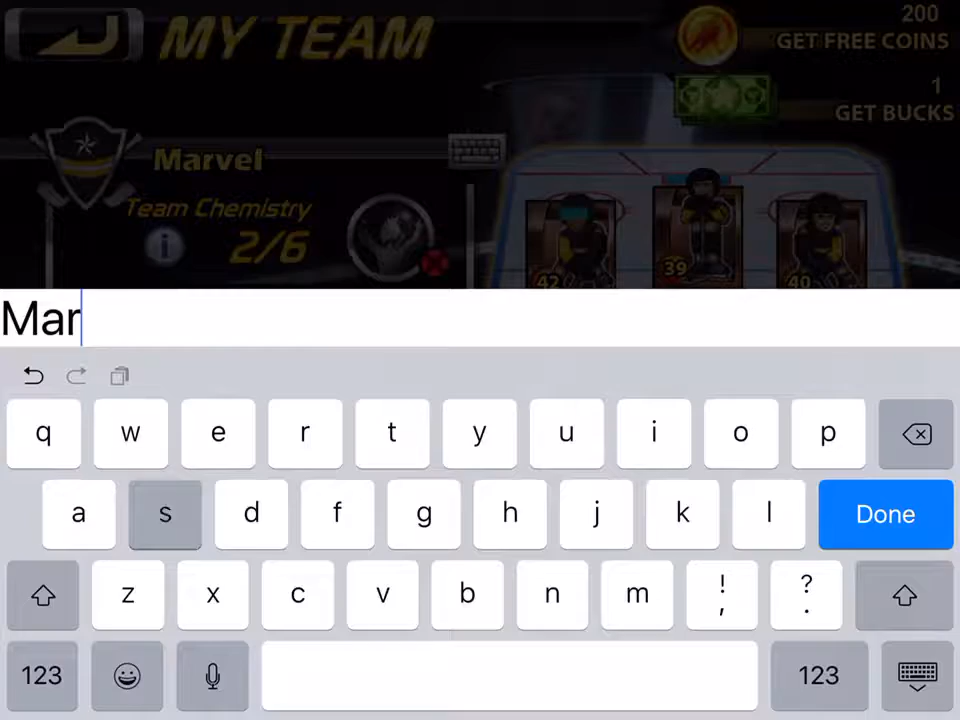 MY TEAM
200
GET FREE COINS
1
GET BUCKS
Marvel
Team Chemistry
i
2/6
42
39
40
Mar
q w e r t y u i o p
a s d f g h j k l Done
z x c v b n m ! , ? .
123 123